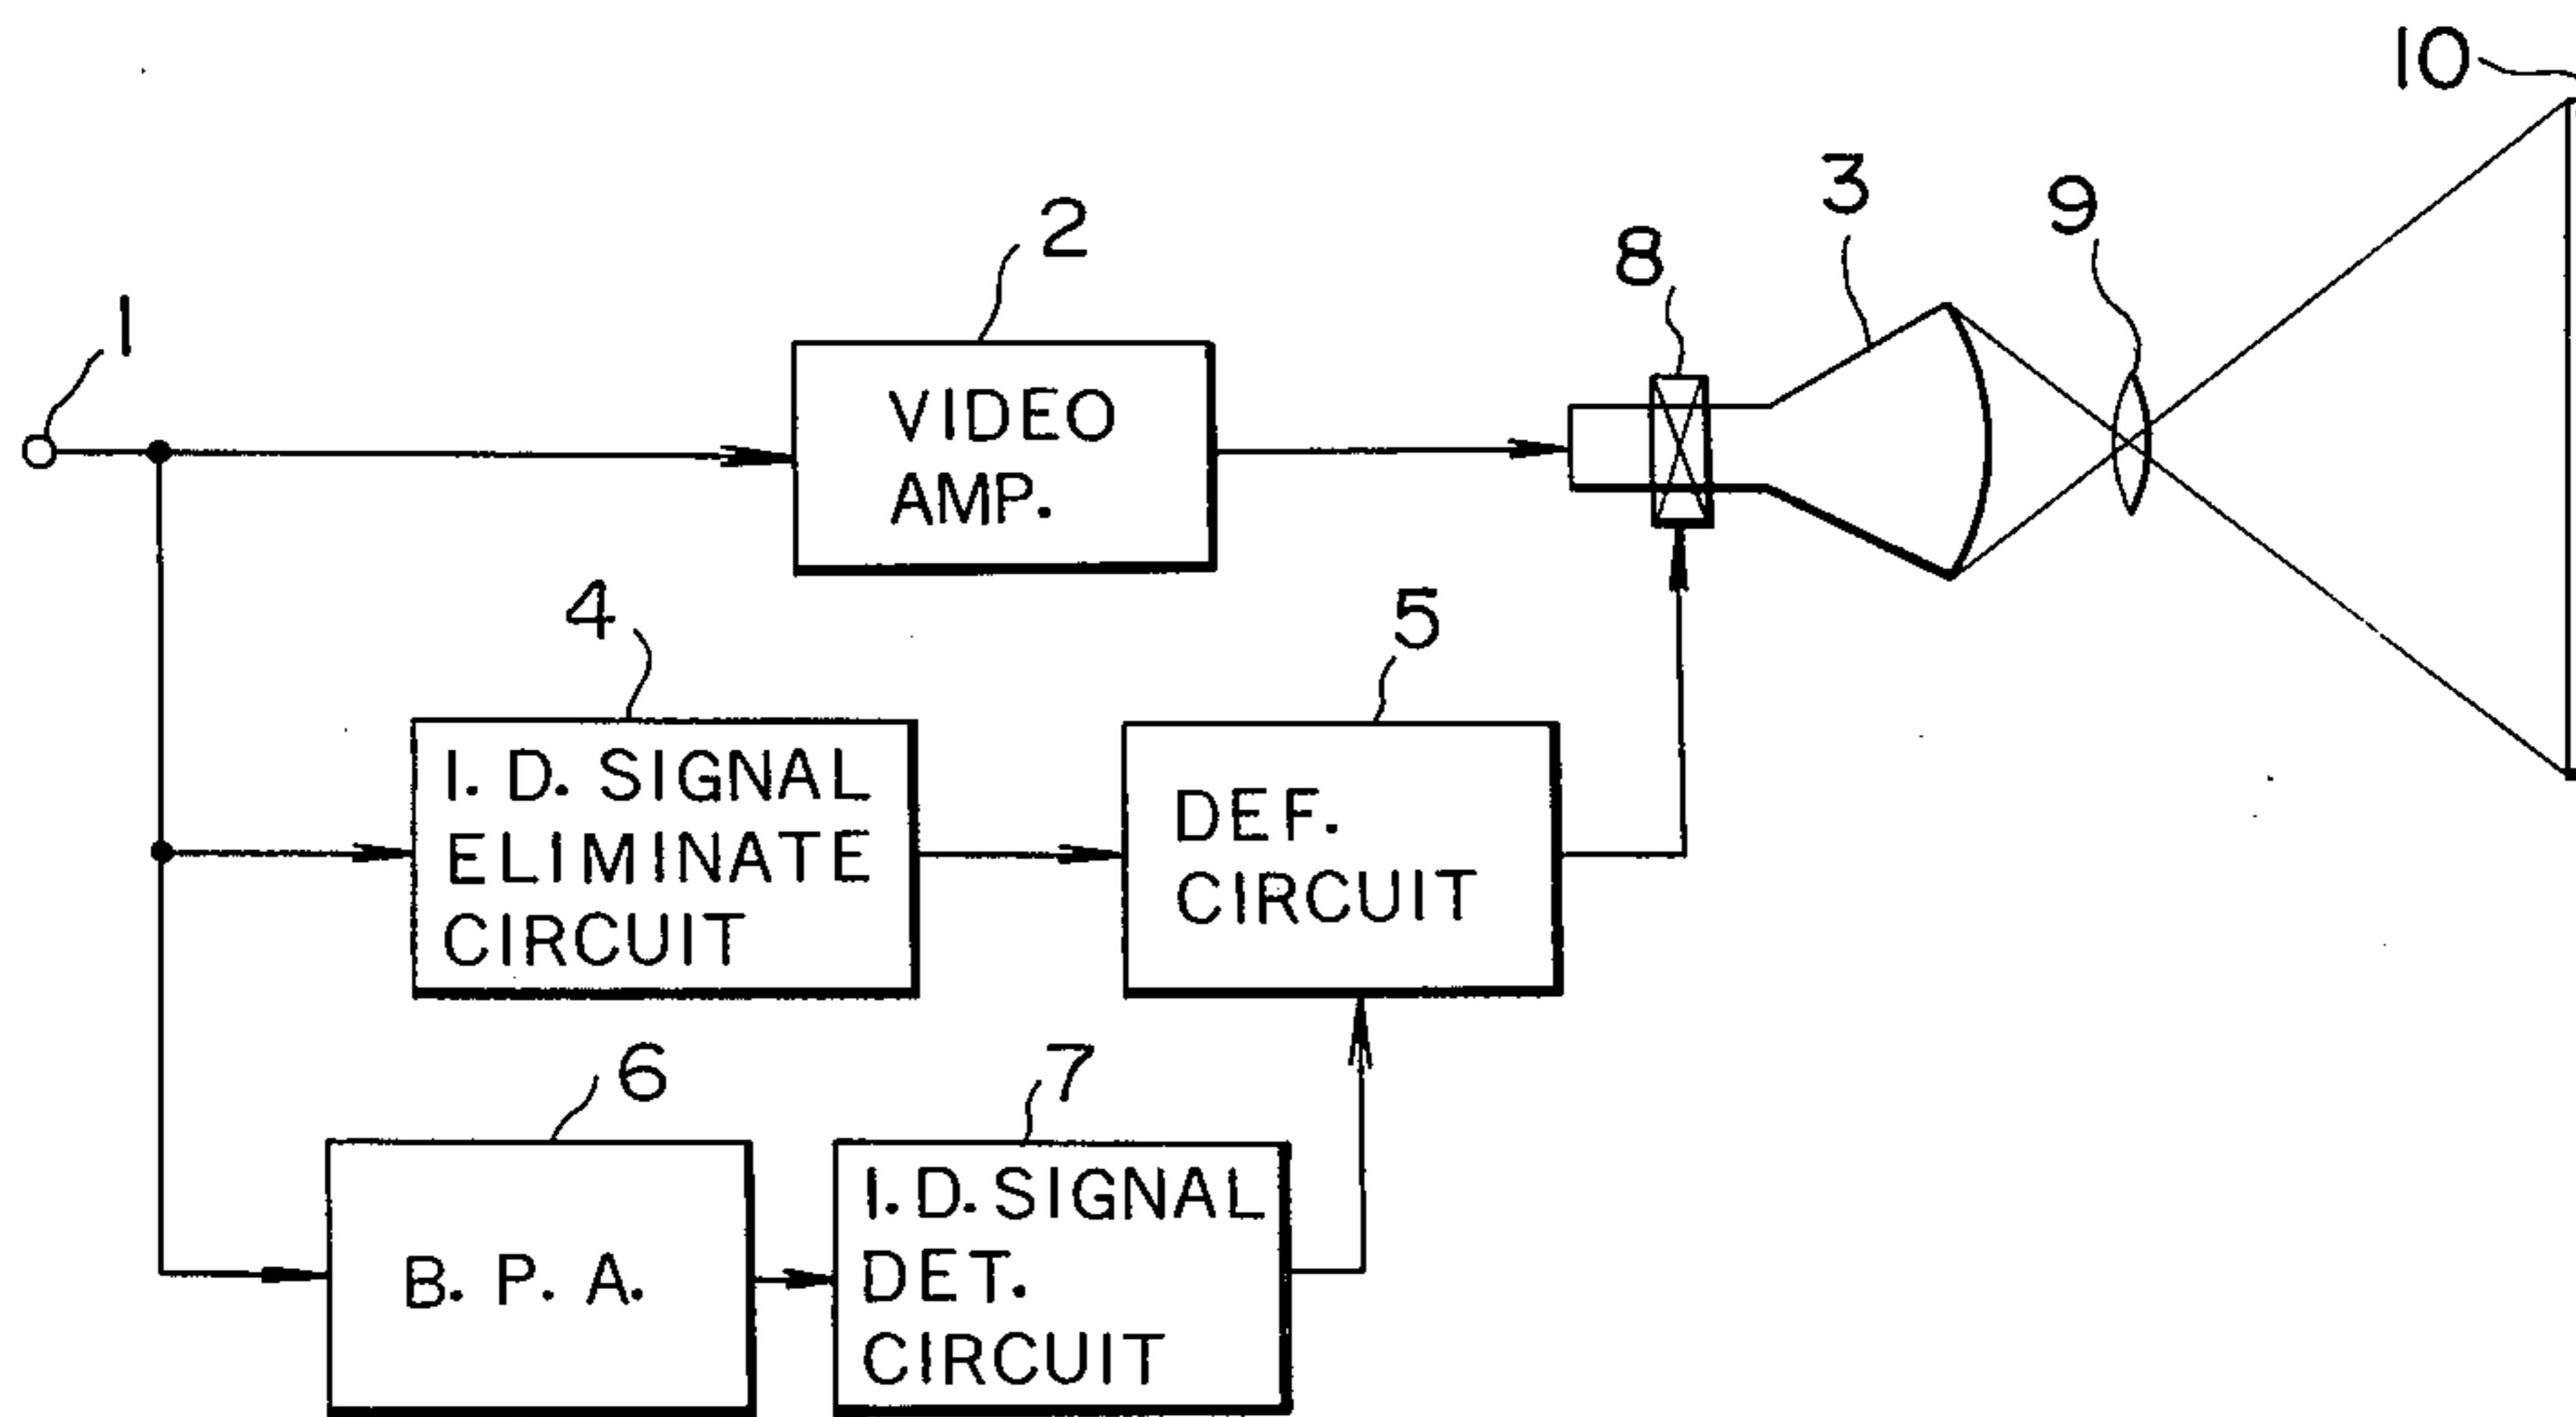 10
3
9
8
2
1
VIDEO
AMP.
4
5
I. D. SIGNAL
ELIMINATE
CIRCUIT
DEF.
CIRCUIT
6
7
B. P. A.
I. D. SIGNAL
DET.
CIRCUIT